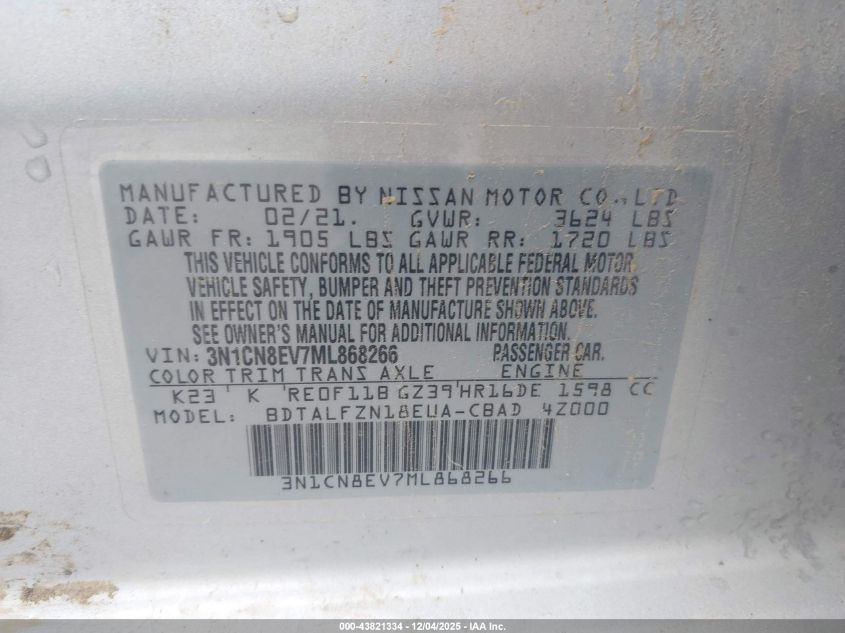 MANUFACTURED BY NISSAN MOTOR CO., LTD
DATE: 02/21. GVWR: 3624 LBS
GAWR FR: 1905 LBS GAWR RR: 1720 LBS
THIS VEHICLE CONFORMS TO ALL APPLICABLE FEDERAL MOTOR
VEHICLE SAFETY, BUMPER AND THEFT PREVENTION STANDARDS
IN EFFECT ON THE DATE OF MANUFACTURE SHOWN ABOVE.
SEE OWNER'S MANUAL FOR ADDITIONAL INFORMATION.
VIN: 3N1CN8EV7ML868266 PASSENGER CAR.
COLOR TRIM TRANS AXLE ENGINE
K23 K RE0F11B GZ39 HR16DE 1598 CC
MODEL: BDTALFZN18EUA-CBAD 4Z000
3N1CN8EV7ML868266
000-43821334 - 12/04/2025 - IAA Inc.